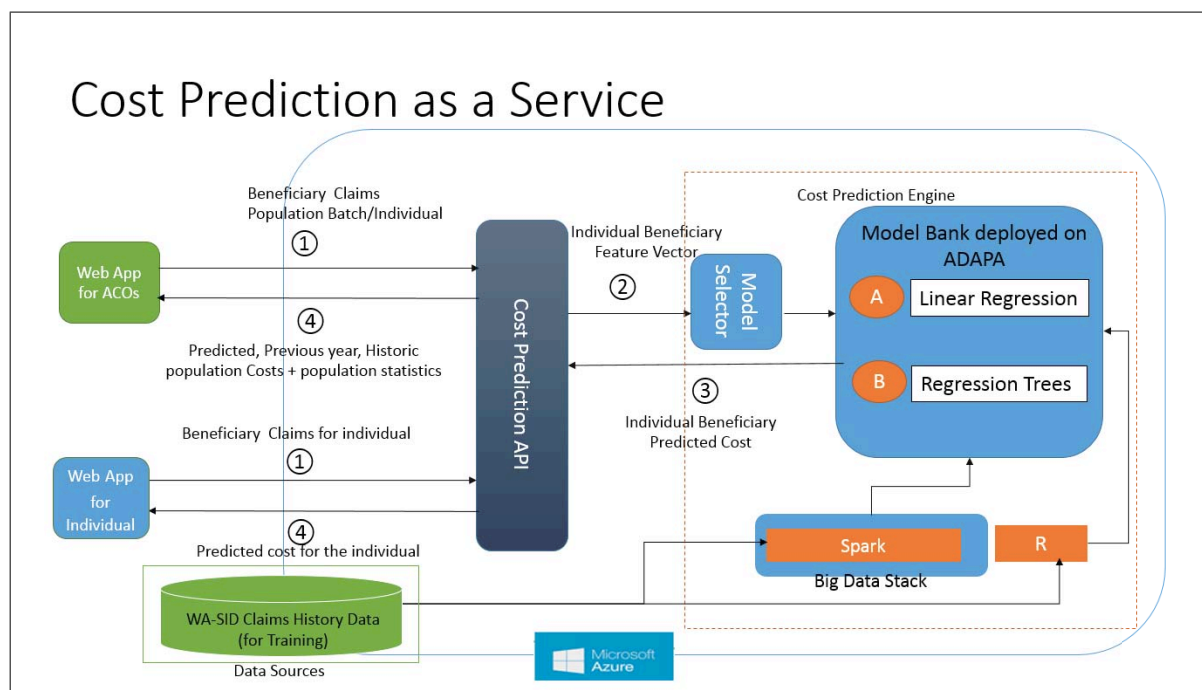 Cost Prediction as a Service
Beneficiary Claims
Population Batch/Individual
1
Web App
for ACOs
4
Predicted, Previous year, Historic
population Costs + population statistics
Beneficiary Claims for individual
1
Web App
for
Individual
4
Predicted cost for the individual
WA-SID Claims History Data
(for Training)
Data Sources
Cost Prediction API
Individual Beneficiary
Feature Vector
2
Model
Selector
3
Individual Beneficiary
Predicted Cost
Cost Prediction Engine
Model Bank deployed on
ADAPA
A
Linear Regression
B
Regression Trees
Spark
Big Data Stack
R
Microsoft
Azure